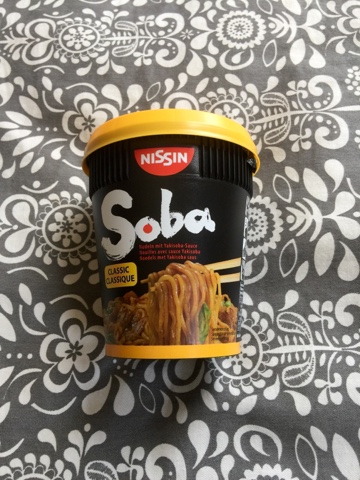 NISSIN
Soba
Nudeln mit Yakisoba-Sauce
Nouilles avec sauce Yakisoba
Noedels met Yakisoba saus
CLASSIC
CLASSIQUE